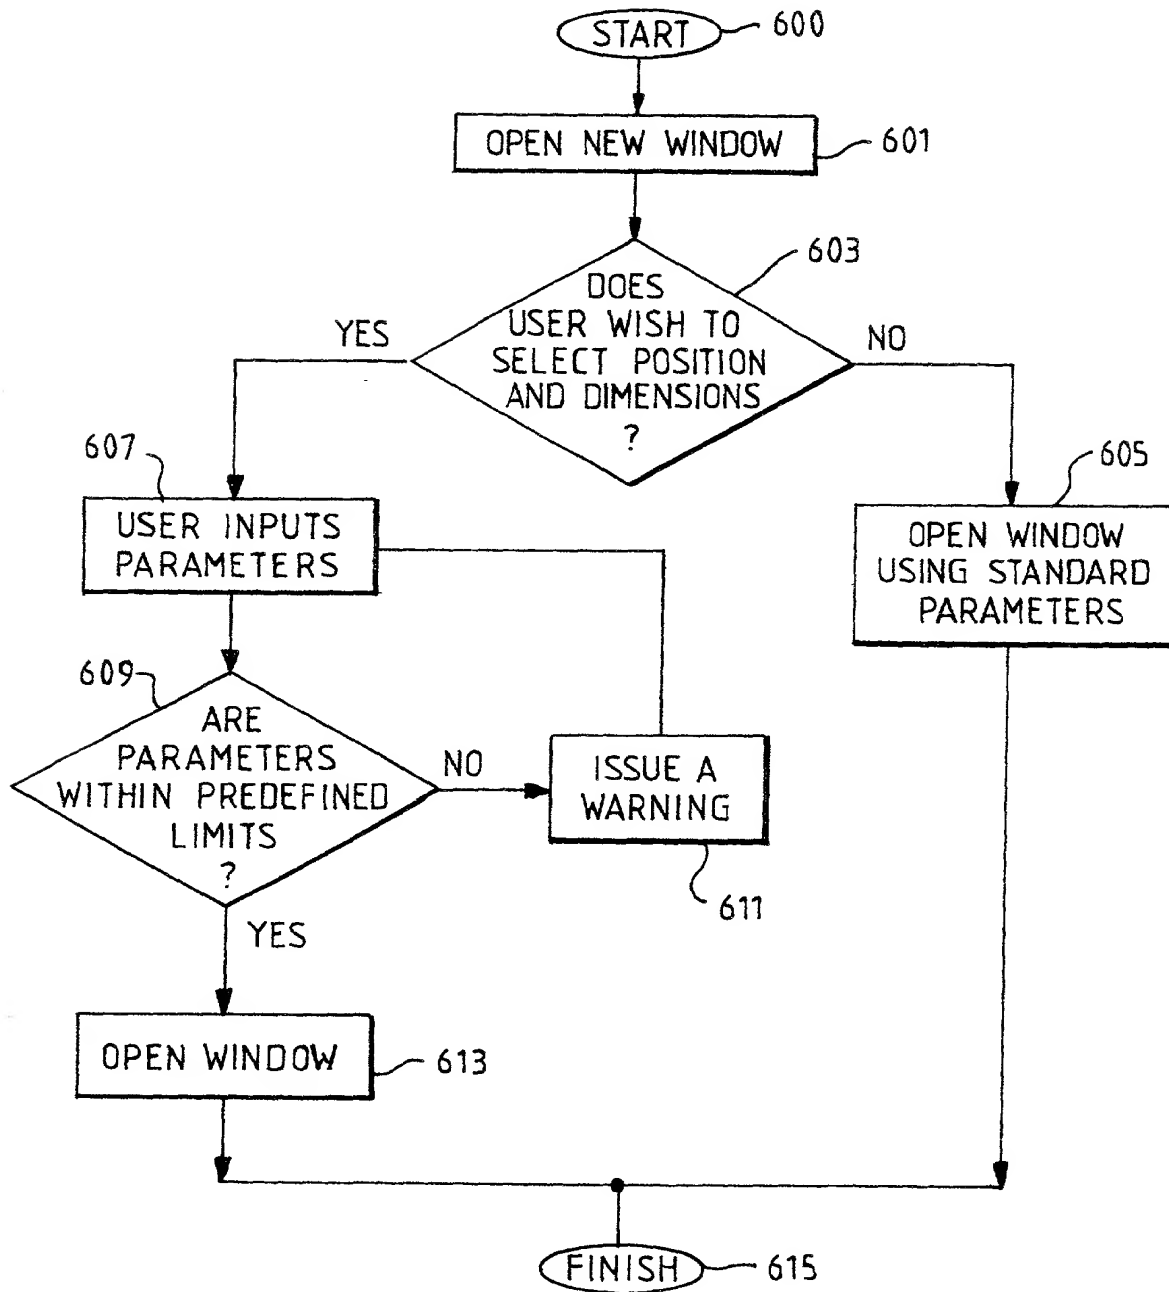 START
600
OPEN NEW WINDOW
601
603
DOES
USER WISH TO
SELECT POSITION
AND DIMENSIONS
?
YES
NO
607
USER INPUTS
PARAMETERS
605
OPEN WINDOW
USING STANDARD
PARAMETERS
609
ARE
PARAMETERS
WITHIN PREDEFINED
LIMITS
?
NO
ISSUE A
WARNING
611
YES
OPEN WINDOW
613
FINISH
615